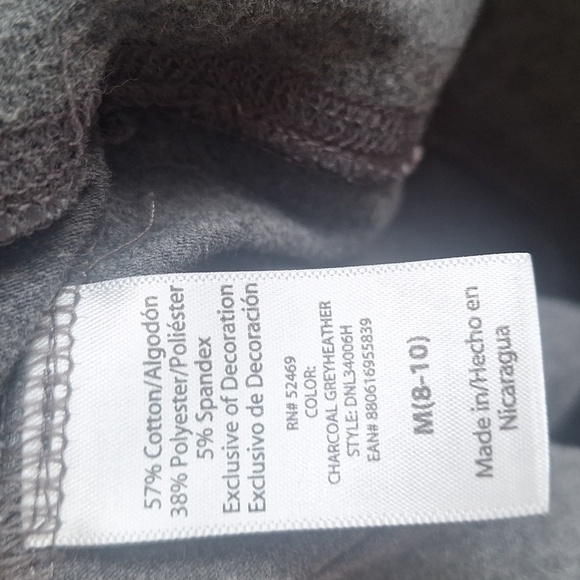 57% Cotton/Algodón
38% Polyester/Poliéster
5% Spandex
Exclusive of Decoration
Exclusivo de Decoración
RN# 52469
COLOR:
CHARCOAL GREYHEATHER
STYLE: DNL34006H
EAN# 880616955839
M(8-10)
Made in/Hecho en
Nicaragua